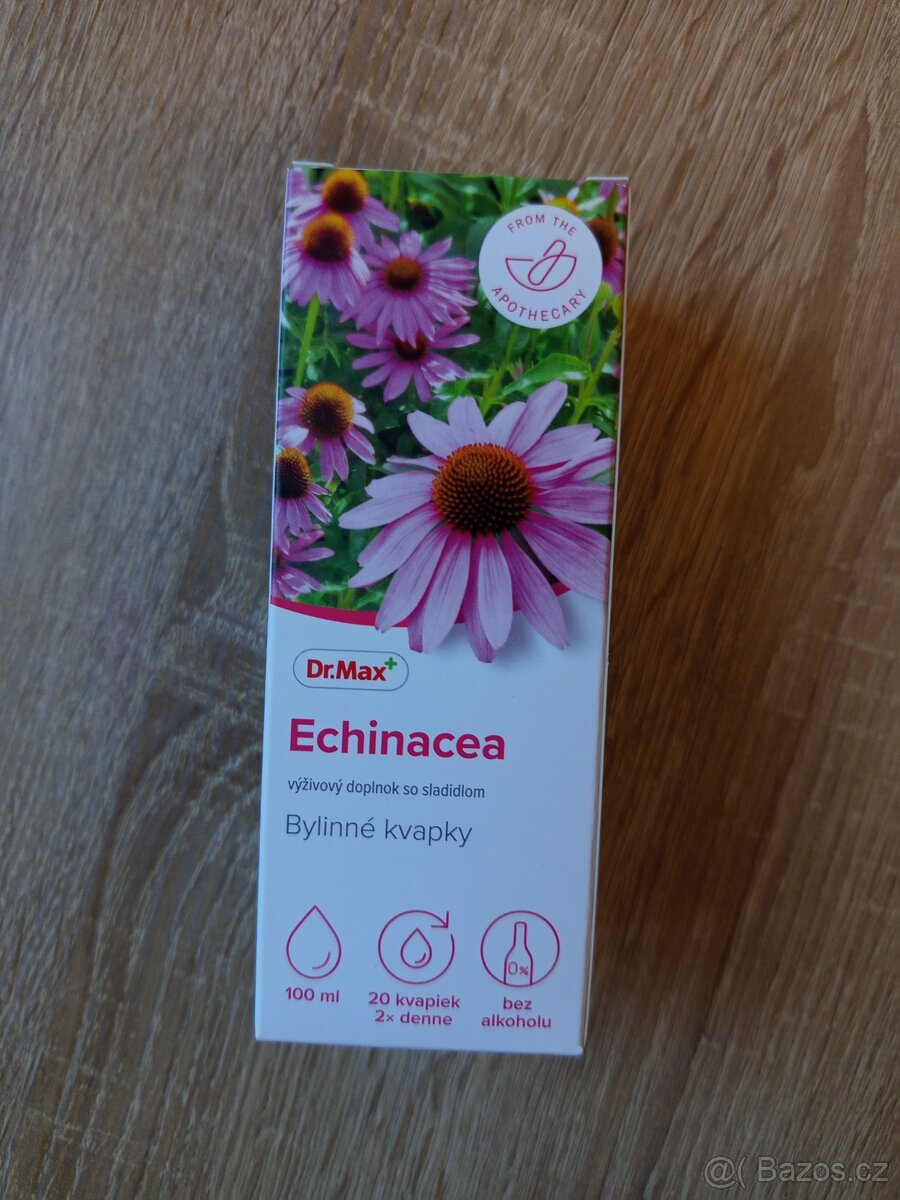 FROM THE
APOTHECARY
Dr.Max+
Echinacea
výživový doplnok so sladidlom
Bylinné kvapky
0%
100 ml
20 kvapiek
2x denne
bez
alkoholu
@( Bazos.cz